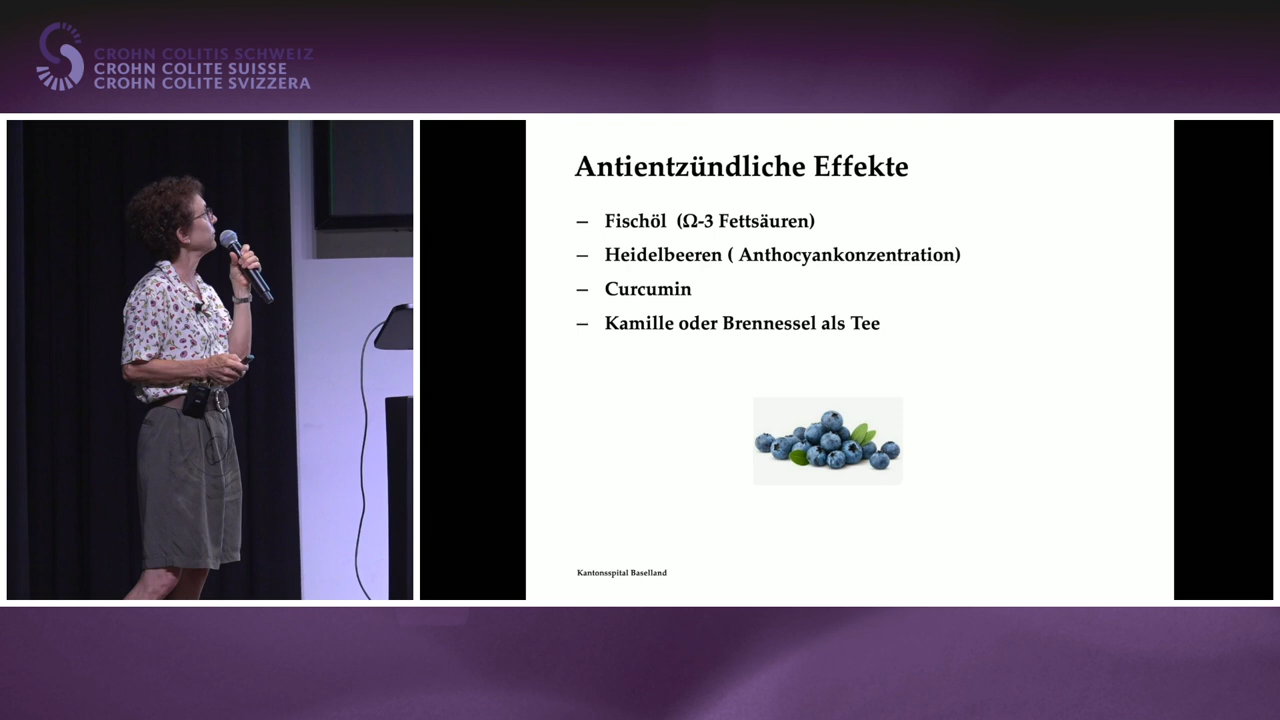 CROHN COLITIS SCHWEIZ
CROHN COLITE SUISSE
CROHN COLITE SVIZZERA
Antientzündliche Effekte
– Fischöl (Ω-3 Fettsäuren)
– Heidelbeeren ( Anthocyankonzentration)
– Curcumin
– Kamille oder Brennessel als Tee
Kantonsspital Baselland